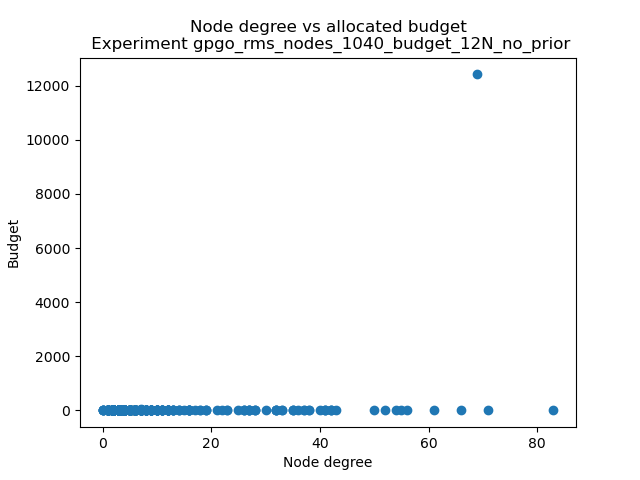 Node degree vs allocated budget
Experiment gpgo_rms_nodes_1040_budget_12N_no_prior
12000
10000
8000
6000
4000
2000
0
Budget
0 20 40 60 80
Node degree